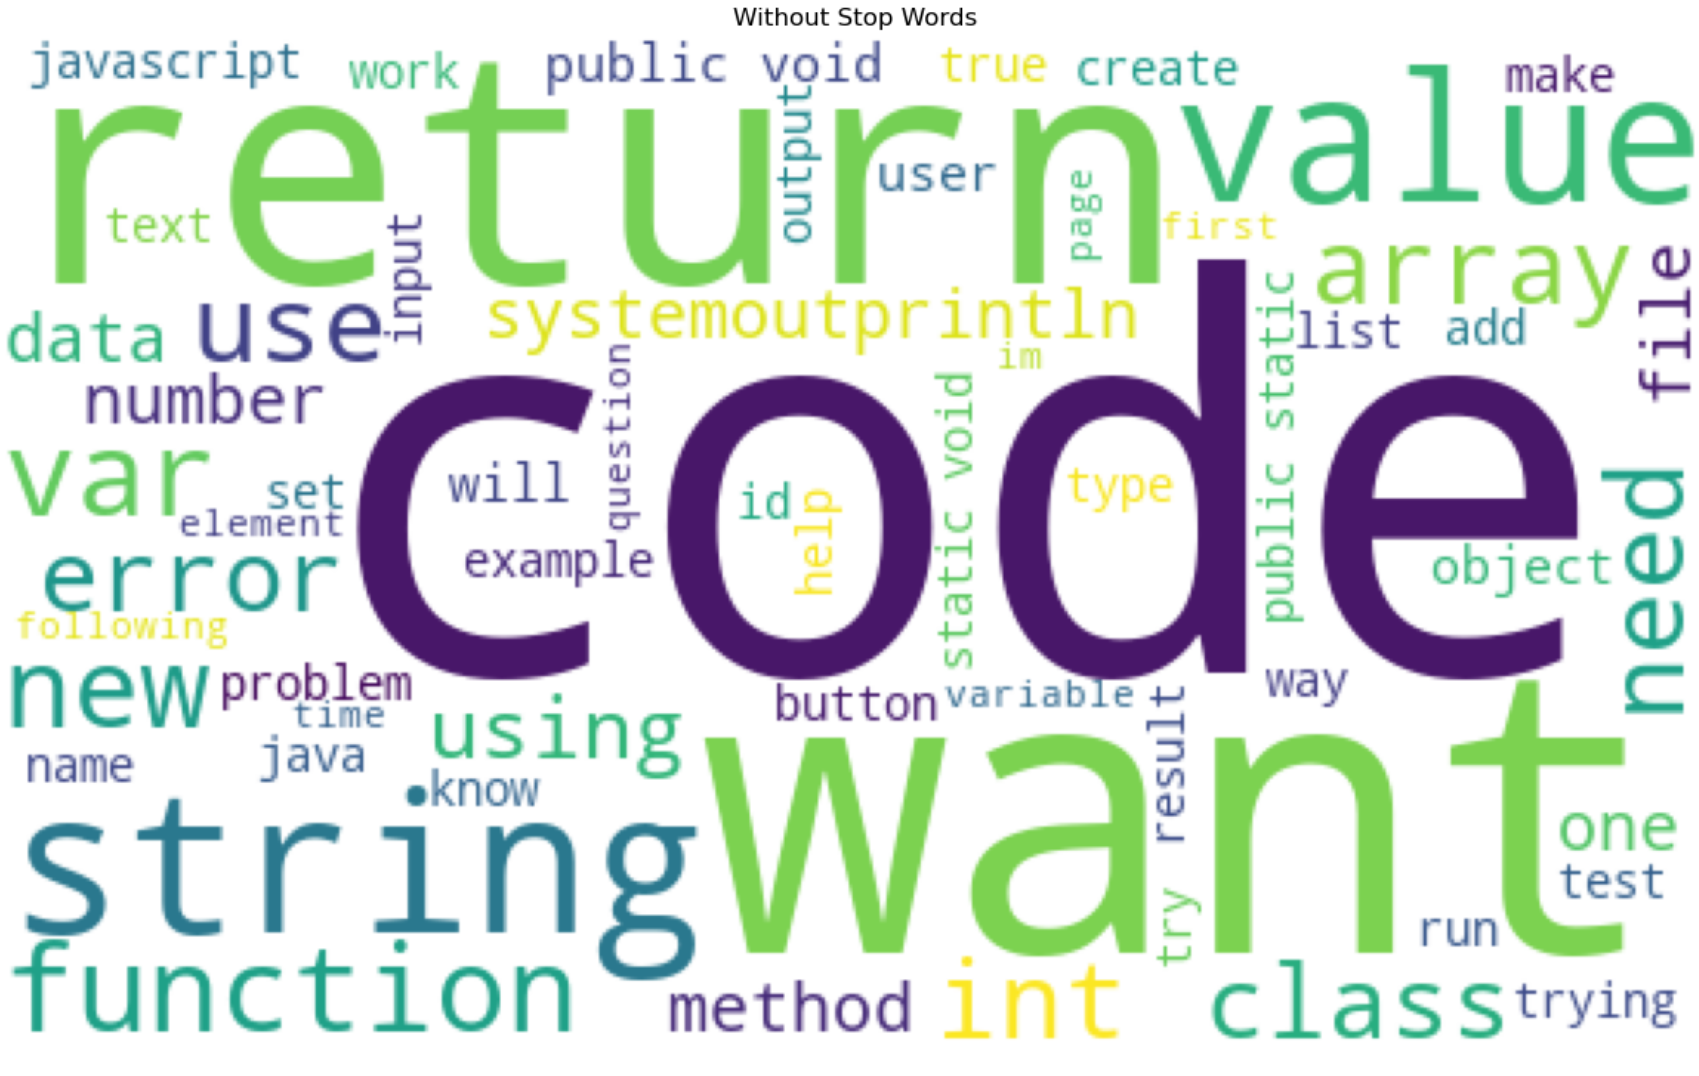 Without Stop Words
javascript
work
public void
true
create
make
return
value
output
user
page
text
input
first
array
file
data
use
systemoutprintln
im
public static
list
add
number
question
code
static void
var
set
will
id
help
type
need
element
example
error
object
following
new
problem
time
using
button
variable
result
way
name
java
know
want
string
one
test
try
run
function
method
int
class
trying